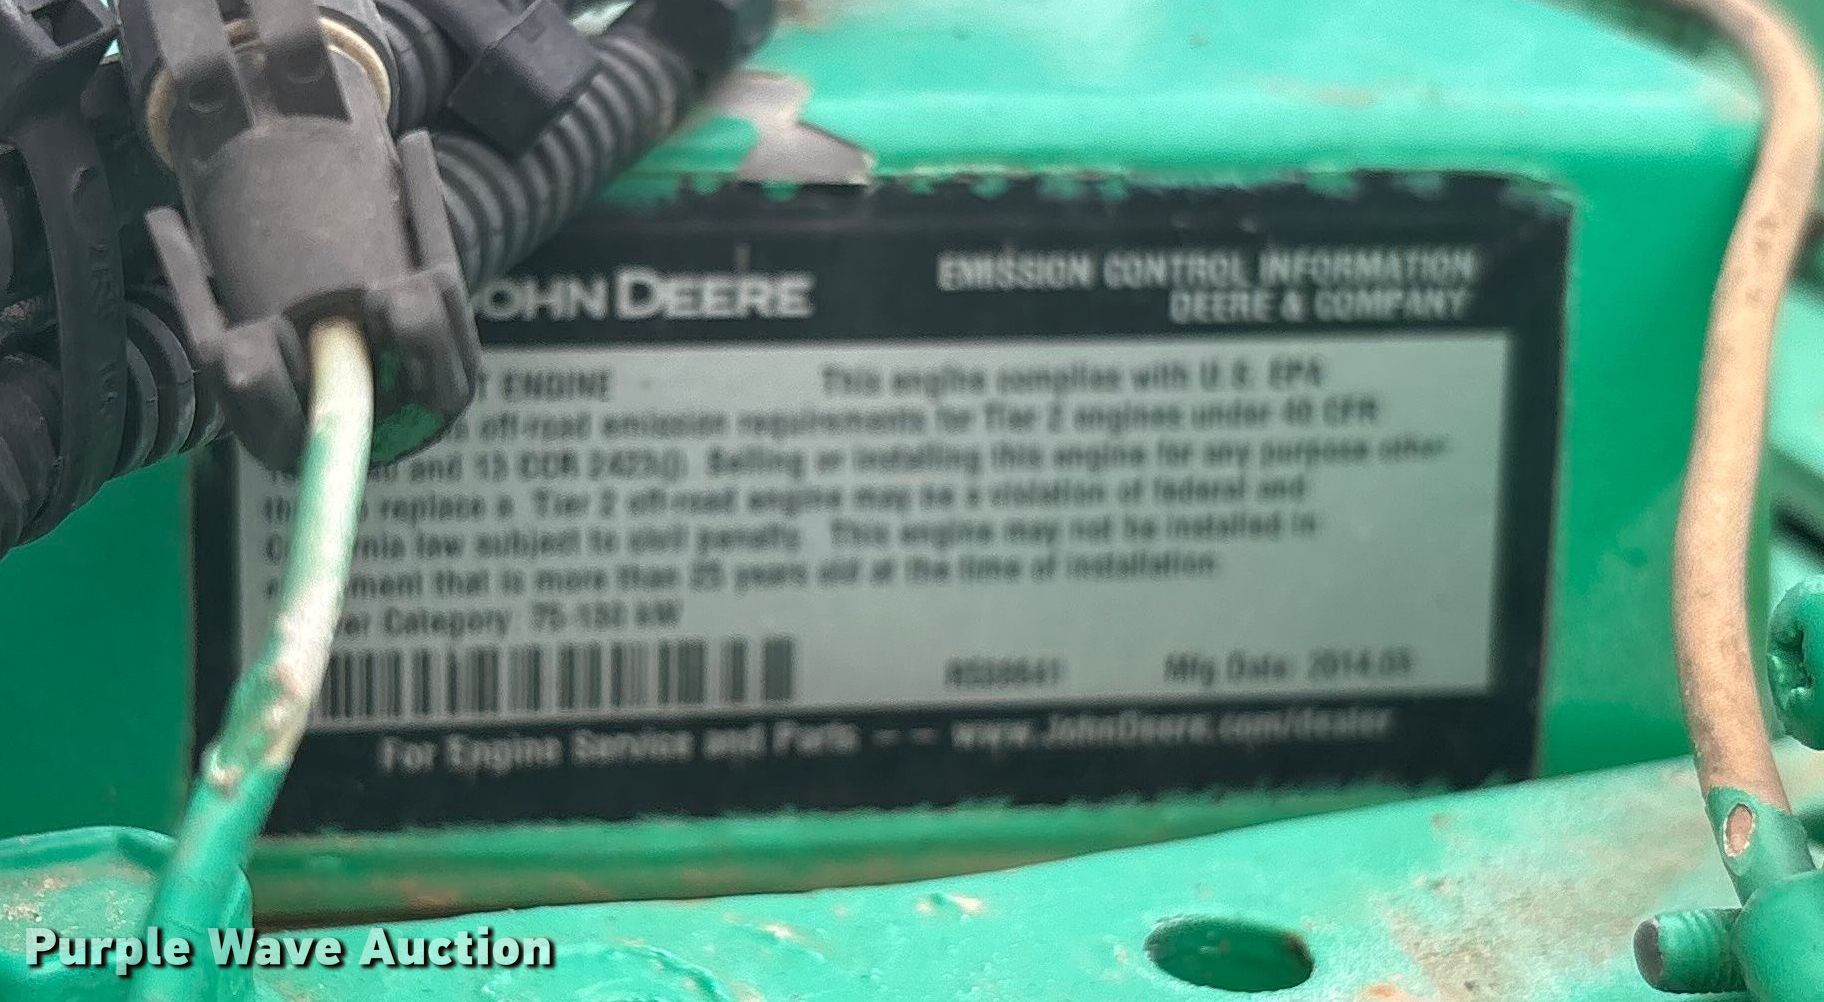 JOHN DEERE
EMISSION CONTROL INFORMATION
DEERE & COMPANY
ENGINE This engine complies with U.S. EPA
off-road emission requirements for Tier 2 engines under 40 CFR
and 13 CCR Selling or installing this engine for any purpose other
replace a Tier 2 off-road engine may be a violation of federal and
law subject to civil penalty. This engine may not be installed in
that is more than 25 years old at the time of installation.
Category: 75-130 kW
Mfg Date: 2014.09
For Engine Service and Parts -- www.JohnDeere.com/dealer
Purple Wave Auction